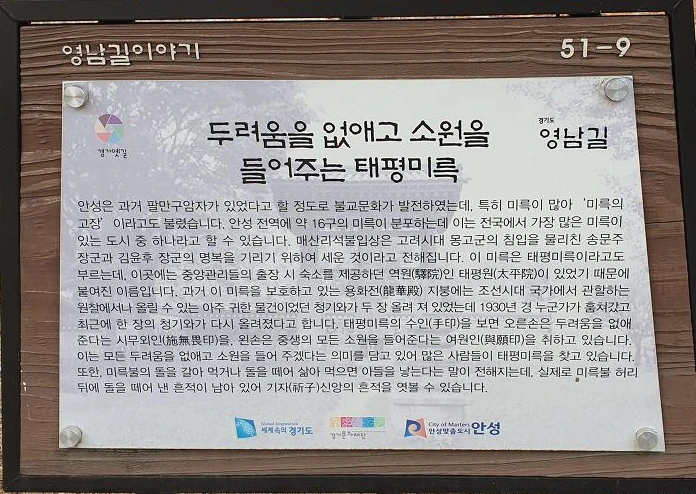 영남길이야기
51-9
경기옛길
두려움을 없애고 소원을
들어주는 태평미륵
경기도
영남길
안성은 과거 팔만구암자가 있었다고 할 정도로 불교문화가 발전하였는데, 특히 미륵이 많아 ‘미륵의
고장’ 이라고도 불렸습니다. 안성 전역에 약 16구의 미륵이 분포하는데 이는 전국에서 가장 많은 미륵이
있는 도시 중 하나라고 할 수 있습니다. 매산리석불입상은 고려시대 몽고군의 침입을 물리친 송문주
장군과 김윤후 장군의 명복을 기리기 위하여 세운 것이라고 전해집니다. 이 미륵은 태평미륵이라고도
부르는데, 이곳에는 중앙관리들의 출장 시 숙소를 제공하던 역원(驛院)인 태평원(太平院)이 있었기 때문에
붙여진 이름입니다. 과거 이 미륵을 보호하고 있는 용화전(龍華殿) 지붕에는 조선시대 국가에서 관할하는
원찰에서나 올릴 수 있는 아주 귀한 물건이었던 청기와가 두 장 올려 져 있었는데 1930년 경 누군가가 훔쳐갔고
최근에 한 장의 청기와가 다시 올려졌다고 합니다. 태평미륵의 수인(手印)을 보면 오른손은 두려움을 없애
준다는 시무외인(施無畏印)을, 왼손은 중생의 모든 소원을 들어준다는 여원인(與願印)을 취하고 있습니다.
이는 모든 두려움을 없애고 소원을 들어 주겠다는 의미를 담고 있어 많은 사람들이 태평미륵을 찾고 있습니다.
또한, 미륵불의 돌을 갈아 먹거나 돌을 떼어 삶아 먹으면 아들을 낳는다는 말이 전해지는데, 실제로 미륵불 허리
뒤에 돌을 떼어 낸 흔적이 남아 있어 기자(祈子)신앙의 흔적을 엿볼 수 있습니다.
Global Inspiration
세계속의 경기도
경기문화재단
City of Masters
안성맞춤도시 안성